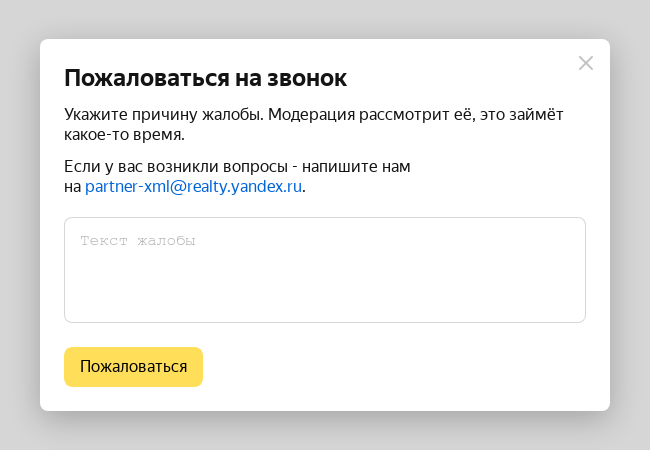 Пожаловаться на звонок
Укажите причину жалобы. Модерация рассмотрит её, это займёт
какое-то время.
Если у вас возникли вопросы - напишите нам
на partner-xml@realty.yandex.ru.
Текст жалобы
Пожаловаться